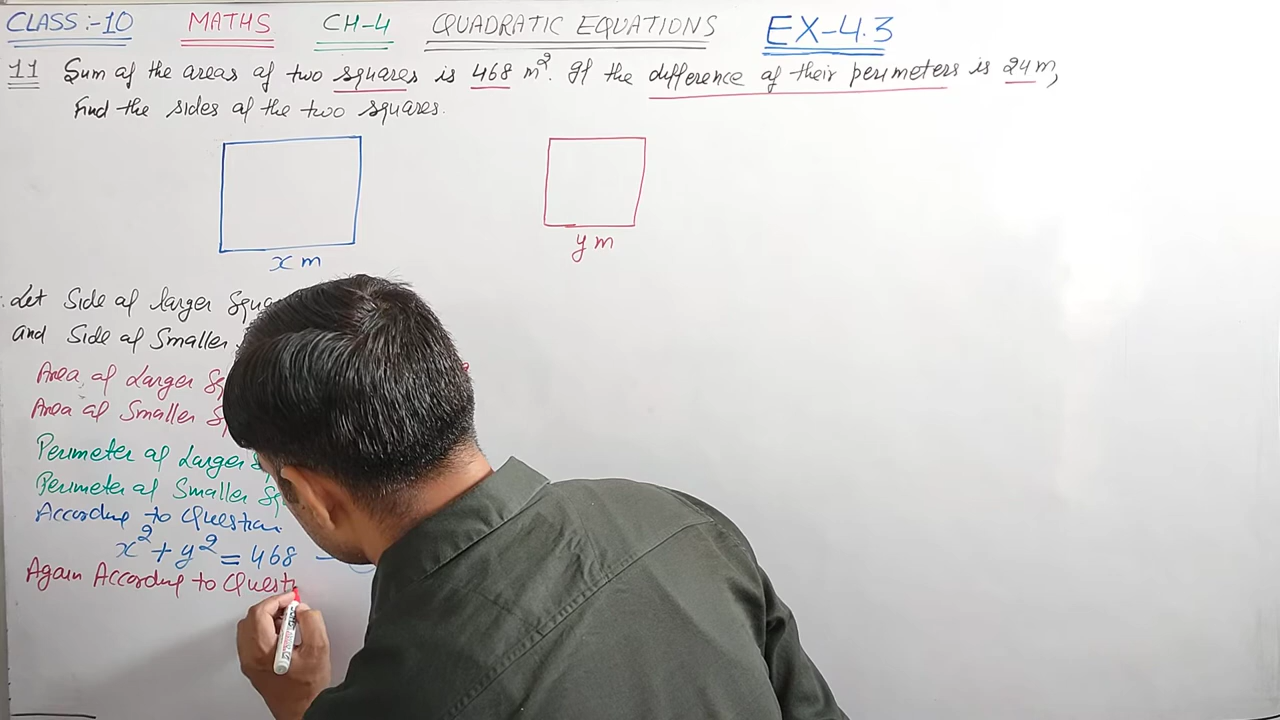 CLASS:-10 MATHS CH-4 QUADRATIC EQUATIONS EX-4.3
11 Sum of the areas of two squares is 468 m². If the difference of their perimeters is 24m,
find the sides of the two squares.
x m
y m
Let Side of larger Squa
and Side of Smaller
Area of Larger Sq
Area of Smaller Sq
Perimeter of Larger S
Perimeter of Smaller Sq
According to Question.
x² + y² = 468 —
Again According to Questi